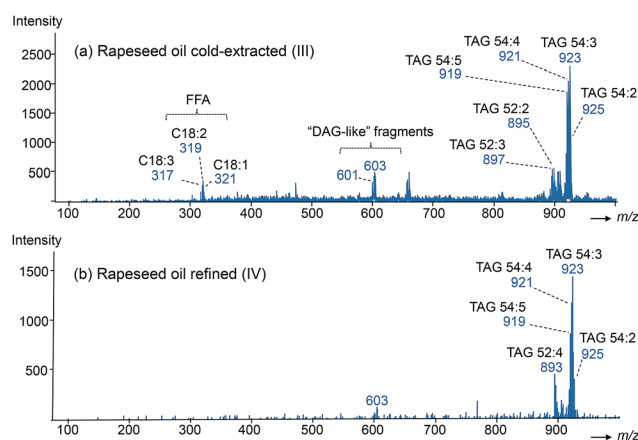 Intensity
(a) Rapeseed oil cold-extracted (III)
2500
2000
1500
1000
500
FFA
C18:2
319
C18:3
317
C18:1
321
"DAG-like" fragments
601
603
TAG 54:4
921
TAG 54:3
923
TAG 54:5
919
TAG 54:2
925
TAG 52:2
895
TAG 52:3
897
100 200 300 400 500 600 700 800 900
m/z
Intensity
(b) Rapeseed oil refined (IV)
1500
1000
500
603
TAG 54:3
923
TAG 54:4
921
TAG 54:5
919
TAG 54:2
925
TAG 52:4
893
100 200 300 400 500 600 700 800 900
m/z